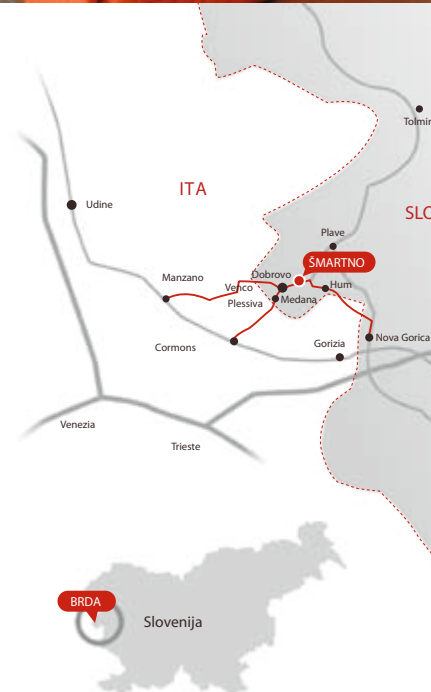 Tolmin
ITA
Udine
SLO
Plave
ŠMARTNO
Manzano
Dobrovo
Venco
Hum
Plessiva
Medana
Cormons
Gorizia
Nova Gorica
Venezia
Trieste
BRDA
Slovenija